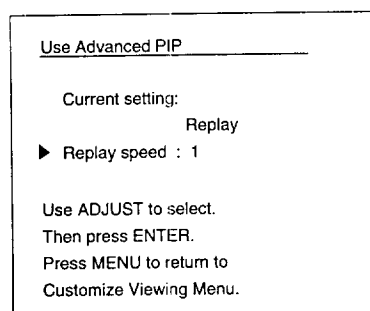 Use Advanced PIP
Current setting:
Replay
▶ Replay speed : 1
Use ADJUST to select.
Then press ENTER.
Press MENU to return to
Customize Viewing Menu.